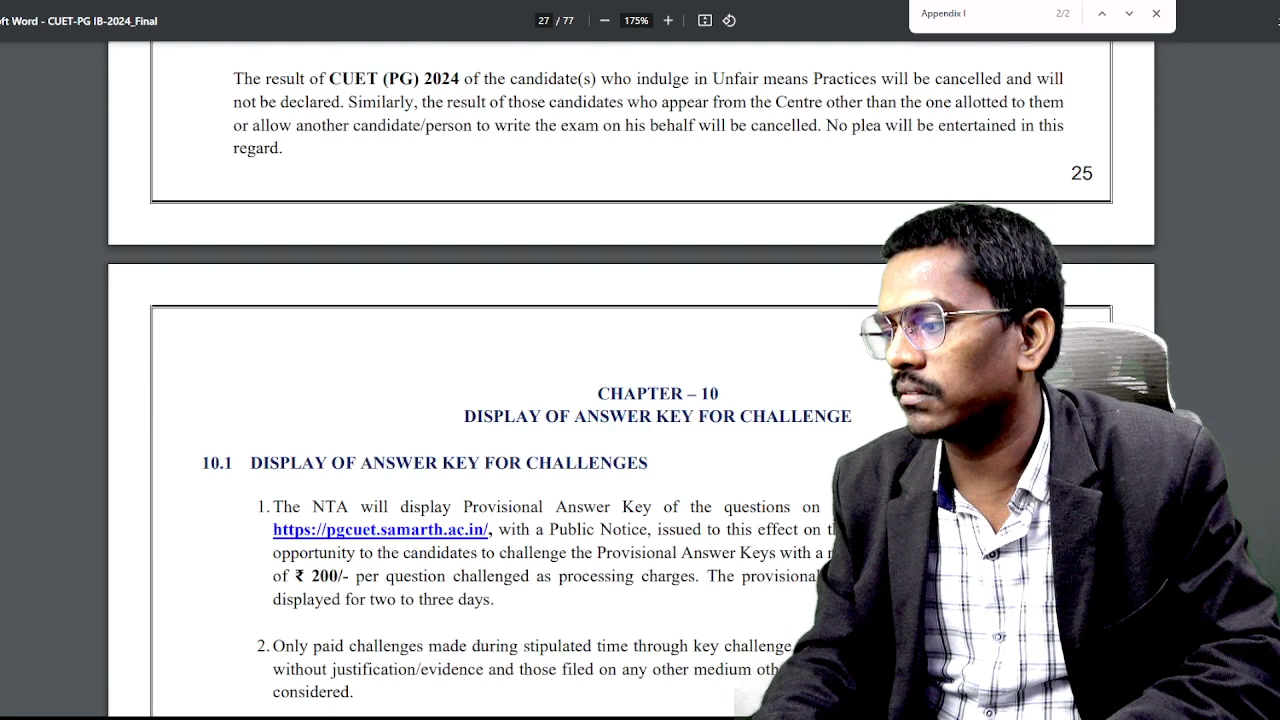 oft Word - CUET-PG IB-2024_Final
27 / 77
175%
Appendix I
2/2
The result of CUET (PG) 2024 of the candidate(s) who indulge in Unfair means Practices will be cancelled and will
not be declared. Similarly, the result of those candidates who appear from the Centre other than the one allotted to them
or allow another candidate/person to write the exam on his behalf will be cancelled. No plea will be entertained in this
regard.
25
CHAPTER – 10
DISPLAY OF ANSWER KEY FOR CHALLENGE
10.1 DISPLAY OF ANSWER KEY FOR CHALLENGES
1. The NTA will display Provisional Answer Key of the questions on
https://pgcuet.samarth.ac.in/, with a Public Notice, issued to this effect on
opportunity to the candidates to challenge the Provisional Answer Keys with a
of ₹ 200/- per question challenged as processing charges. The provisional
displayed for two to three days.
2. Only paid challenges made during stipulated time through key challenge
without justification/evidence and those filed on any other medium
considered.